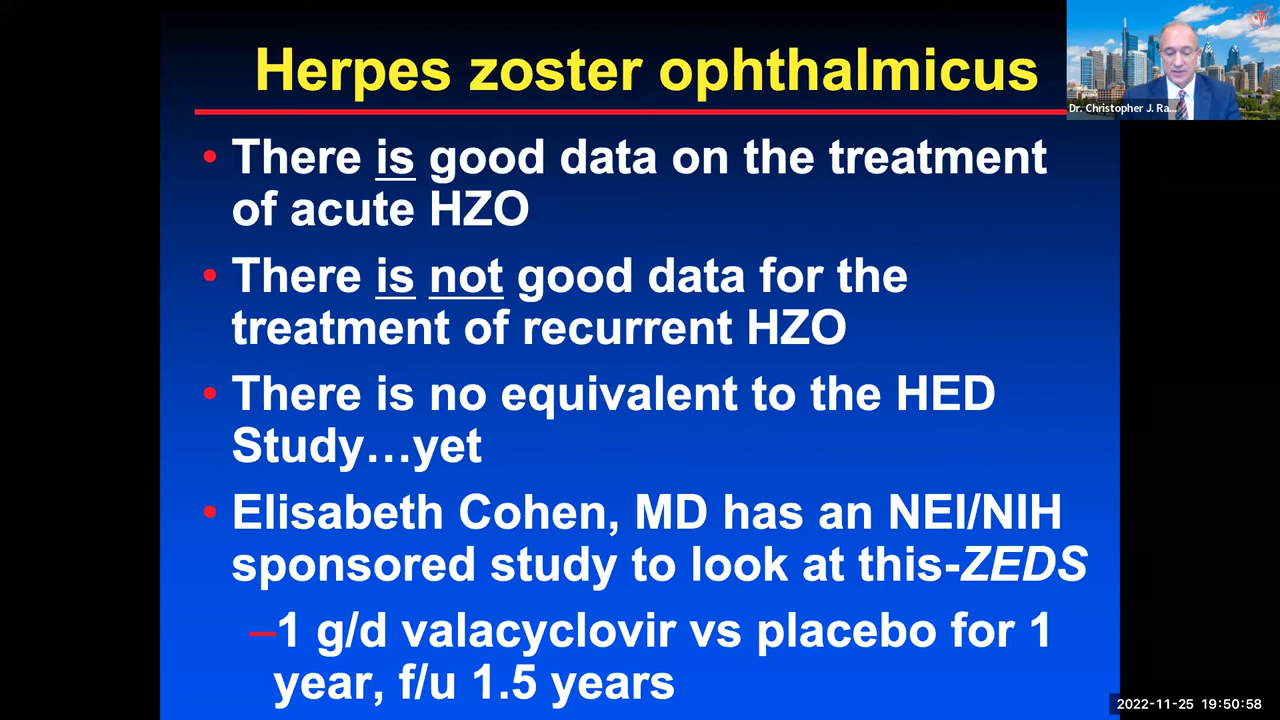 Herpes zoster ophthalmicus
Dr. Christopher J. Ra...
• There is good data on the treatment
of acute HZO
• There is not good data for the
treatment of recurrent HZO
• There is no equivalent to the HED
Study…yet
• Elisabeth Cohen, MD has an NEI/NIH
sponsored study to look at this-ZEDS
–1 g/d valacyclovir vs placebo for 1
year, f/u 1.5 years
2022-11-25 19:50:58